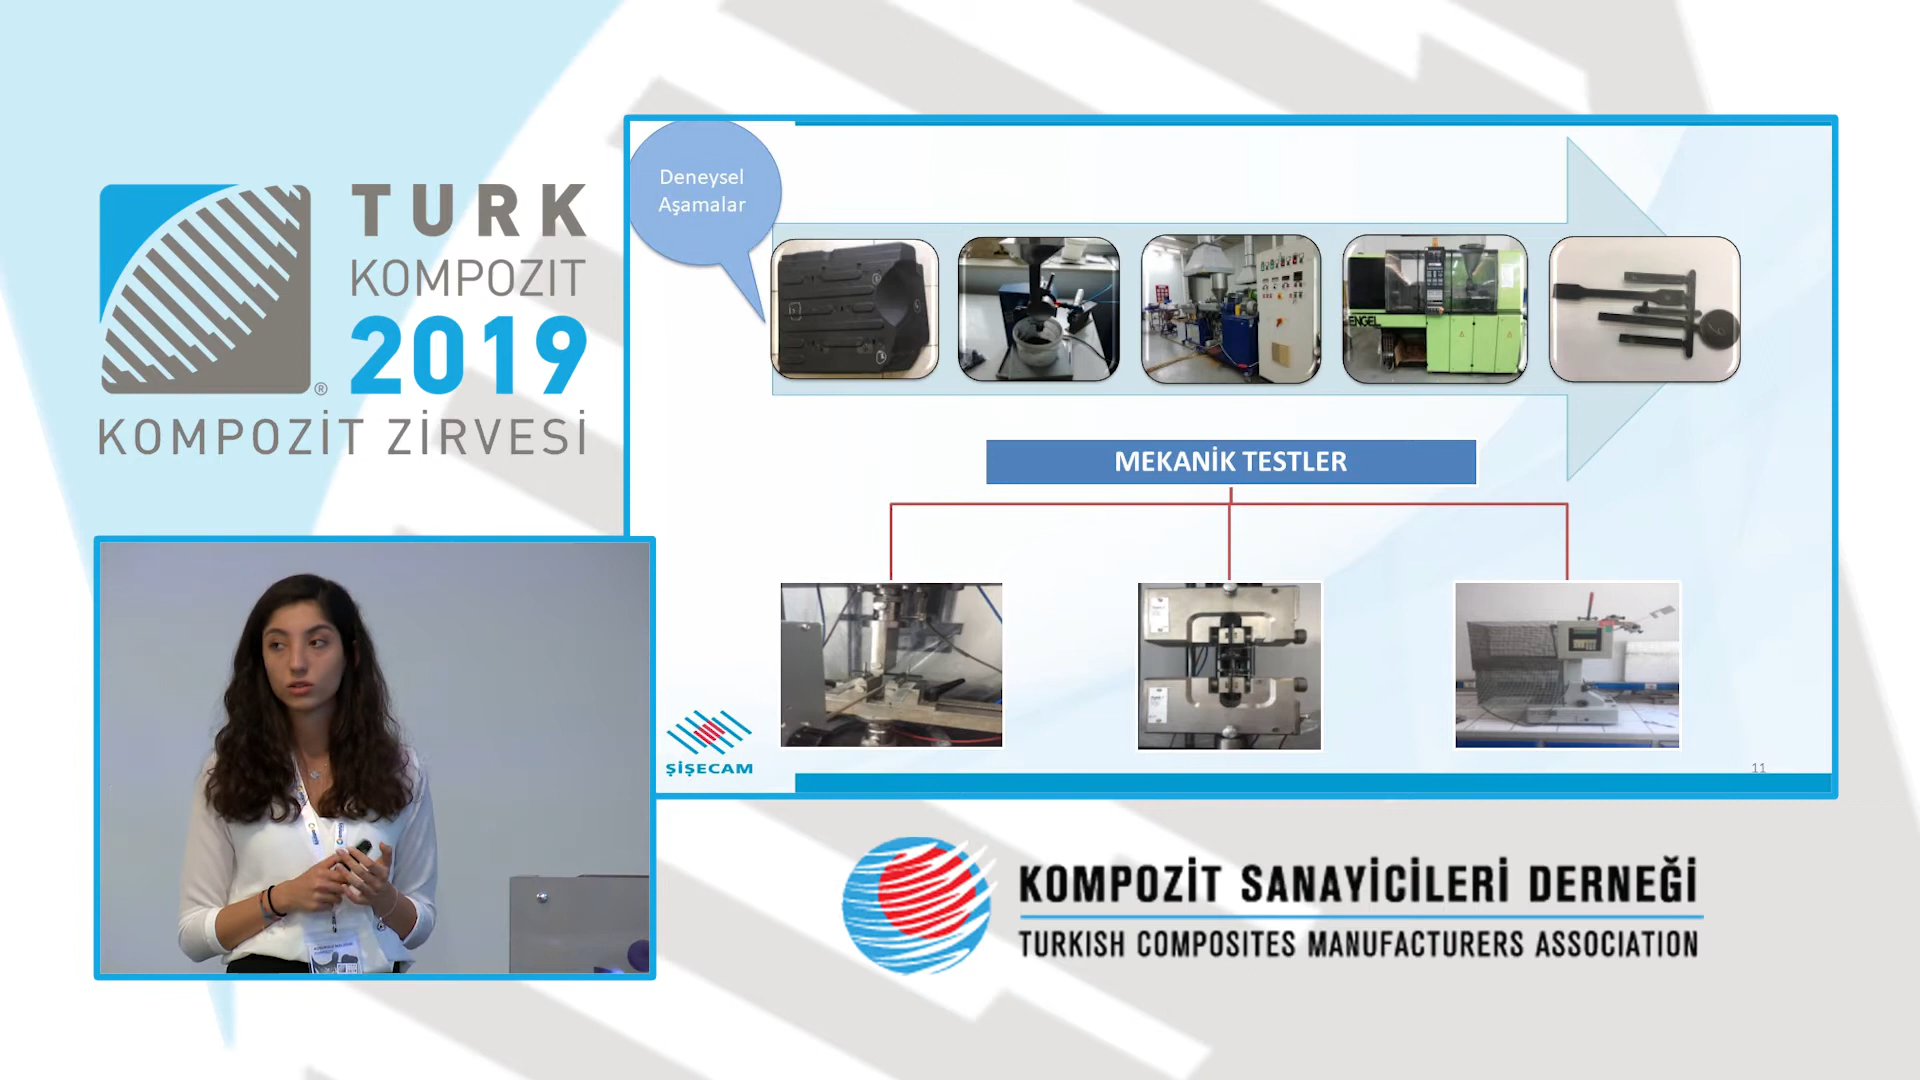 TURK
KOMPOZIT
2019
®
KOMPOZİT ZİRVESİ
Deneysel
Aşamalar
ENGEL
MEKANİK TESTLER
ŞİŞECAM
11
KOMPOZİT SANAYİCİLERİ DERNEĞİ
TURKISH COMPOSITES MANUFACTURERS ASSOCIATION